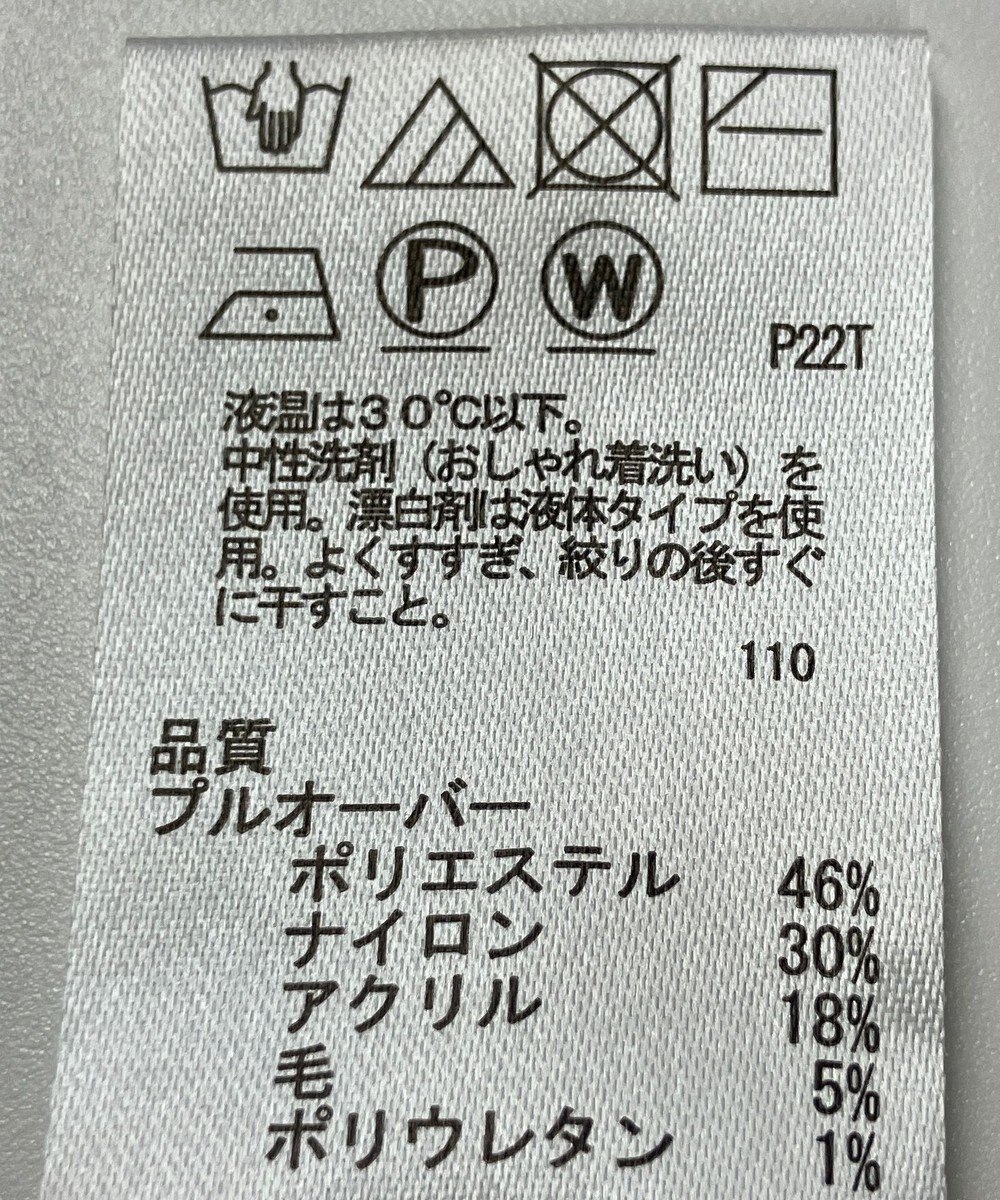 P W
P22T
液温は30℃以下。
中性洗剤（おしゃれ着洗い）を
使用。漂白剤は液体タイプを使
用。よくすすぎ、絞りの後すぐ
に干すこと。
110
品質
プルオーバー
ポリエステル 46%
ナイロン 30%
アクリル 18%
毛 5%
ポリウレタン 1%